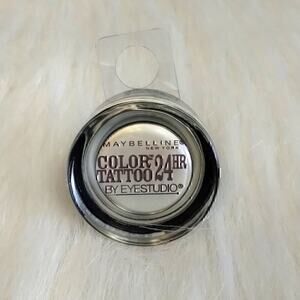 MAYBELLINE®
NEW YORK
COLOR
TATTOO 24HR
BY EYESTUDIO®